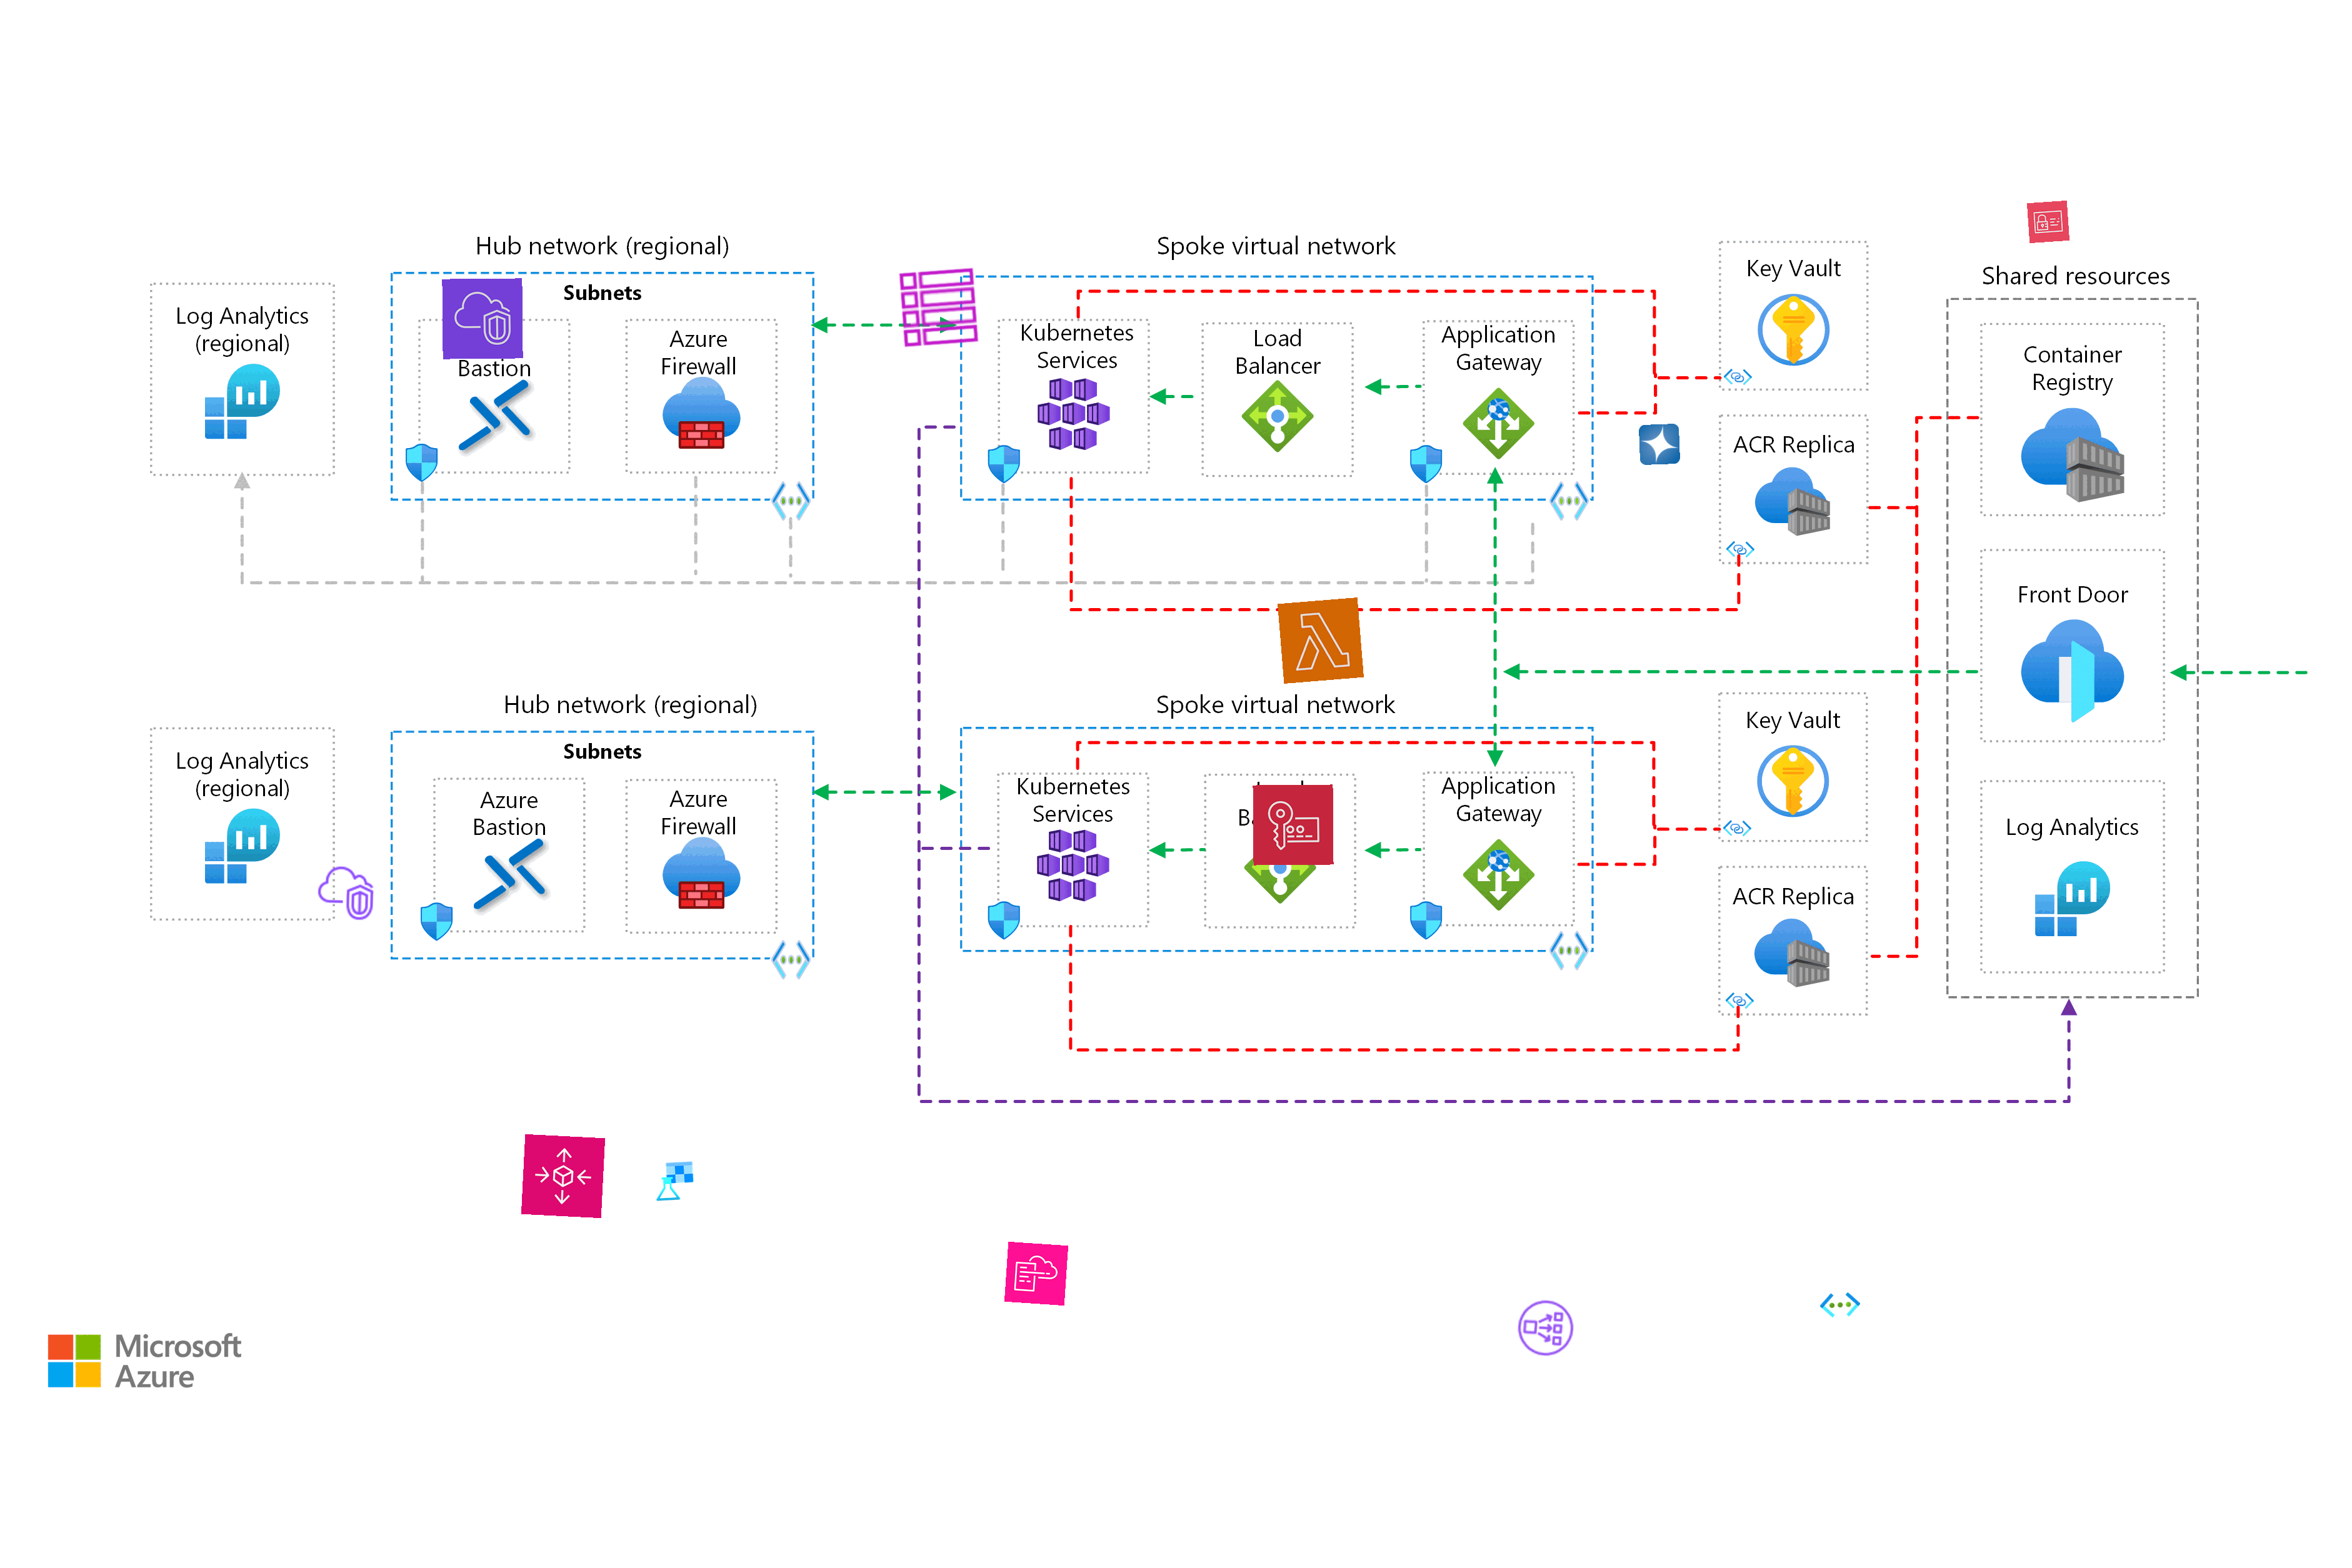 Hub network (regional)
Spoke virtual network
Key Vault
Shared resources
Subnets
Log Analytics
(regional)
Bastion
Azure
Firewall
Kubernetes
Services
Load
Balancer
Application
Gateway
Container
Registry
ACR Replica
Front Door
Hub network (regional)
Spoke virtual network
Key Vault
Subnets
Log Analytics
(regional)
Azure
Bastion
Azure
Firewall
Kubernetes
Services
Application
Gateway
Log Analytics
ACR Replica
Microsoft
Azure